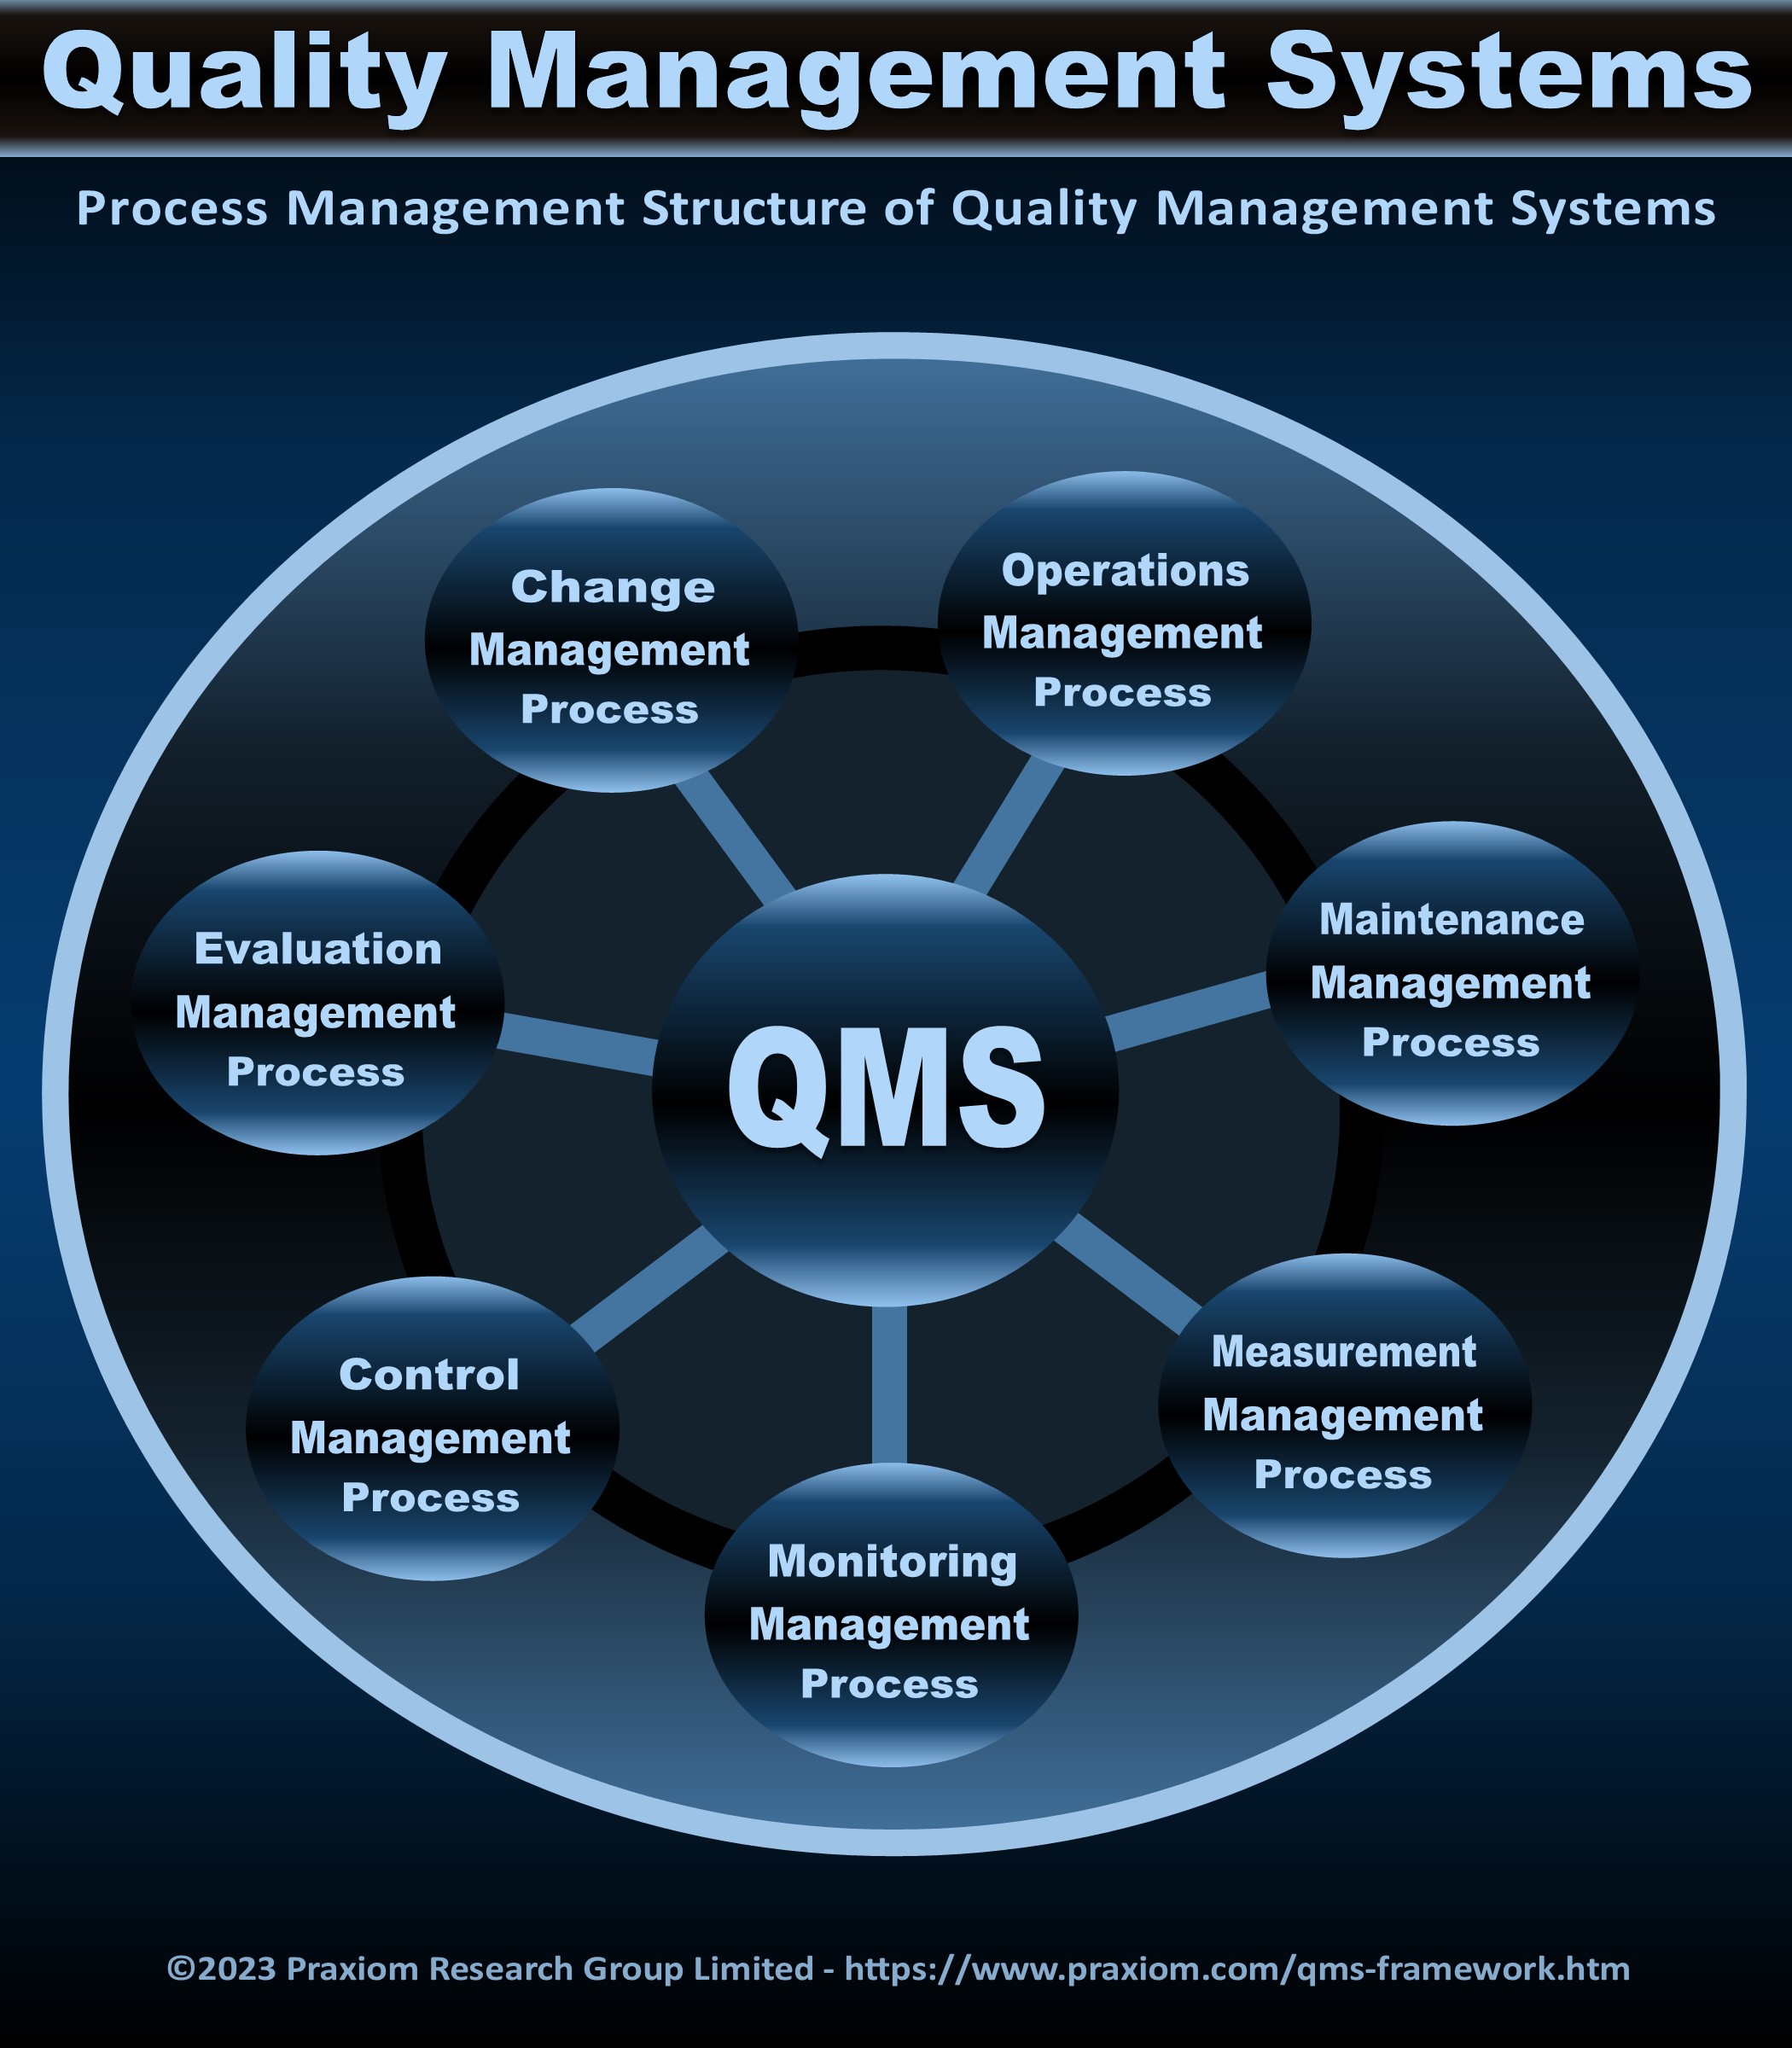 Quality Management Systems
Process Management Structure of Quality Management Systems
Change
Management
Process
Operations
Management
Process
Maintenance
Management
Process
Measurement
Management
Process
Monitoring
Management
Process
Control
Management
Process
Evaluation
Management
Process
QMS
©2023 Praxiom Research Group Limited - https://www.praxiom.com/qms-framework.htm